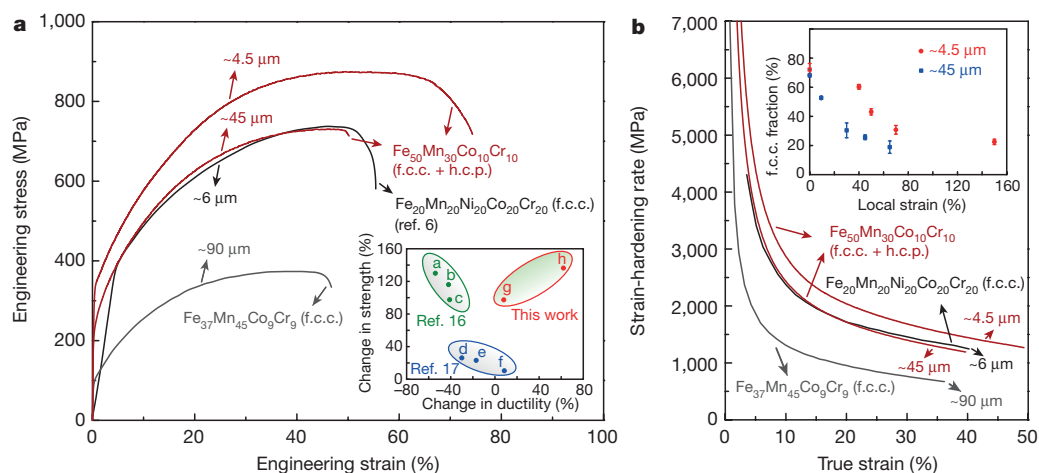 a
1,000
800
600
400
200
0
Engineering stress (MPa)
0 20 40 60 80 100
Engineering strain (%)
~4.5 μm
~45 μm
Fe50Mn30Co10Cr10
(f.c.c. + h.c.p.)
~6 μm
Fe20Mn20Ni20Co20Cr20 (f.c.c.)
(ref. 6)
~90 μm
Fe37Mn45Co9Cr9 (f.c.c.)
Change in strength (%)
160
120
80
40
0
a
b
c
Ref. 16
g
h
This work
d
e
f
Ref. 17
–80 –40 0 40 80
Change in ductility (%)
b
7,000
6,000
5,000
4,000
3,000
2,000
1,000
0
Strain-hardening rate (MPa)
0 10 20 30 40 50
True strain (%)
f.c.c. fraction (%)
80
60
40
20
0
~4.5 μm
~45 μm
0 40 80 120 160
Local strain (%)
Fe50Mn30Co10Cr10
(f.c.c. + h.c.p.)
Fe20Mn20Ni20Co20Cr20 (f.c.c.)
~4.5 μm
~6 μm
~45 μm
Fe37Mn45Co9Cr9 (f.c.c.)
~90 μm